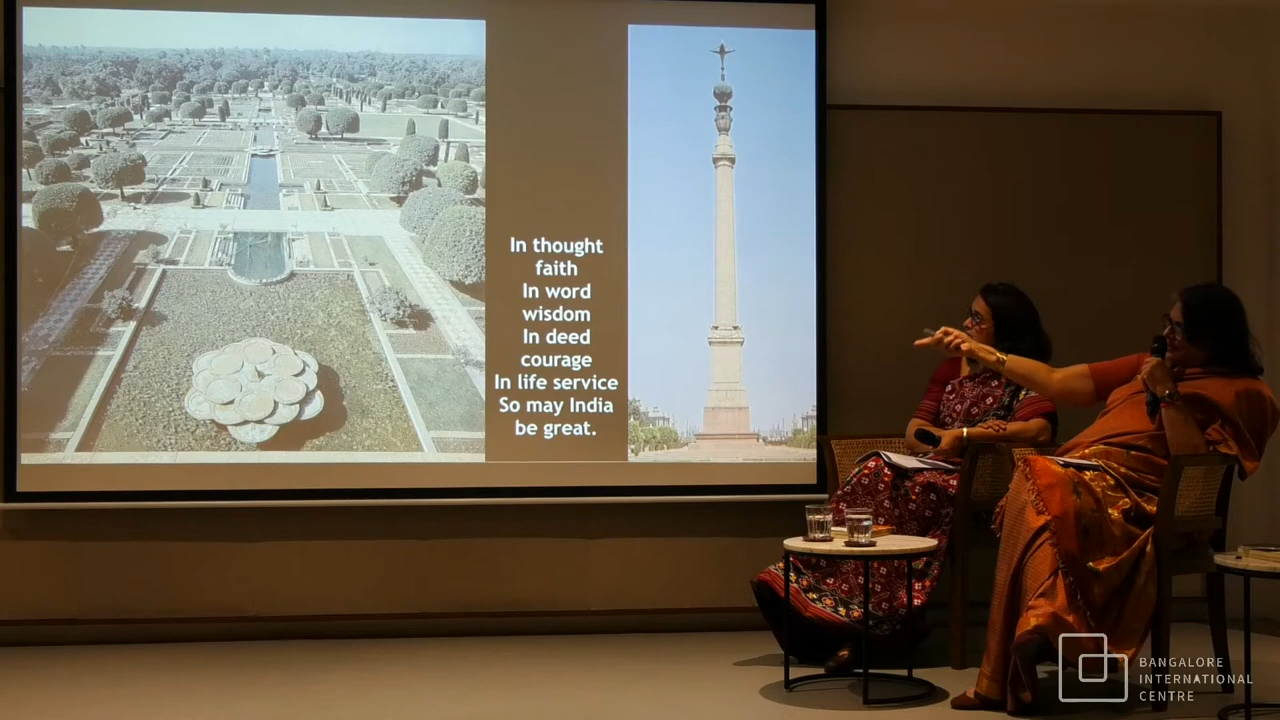 In thought
faith
In word
wisdom
In deed
courage
In life service
So may India
be great.
BANGALORE
INTERNATIONAL
CENTRE